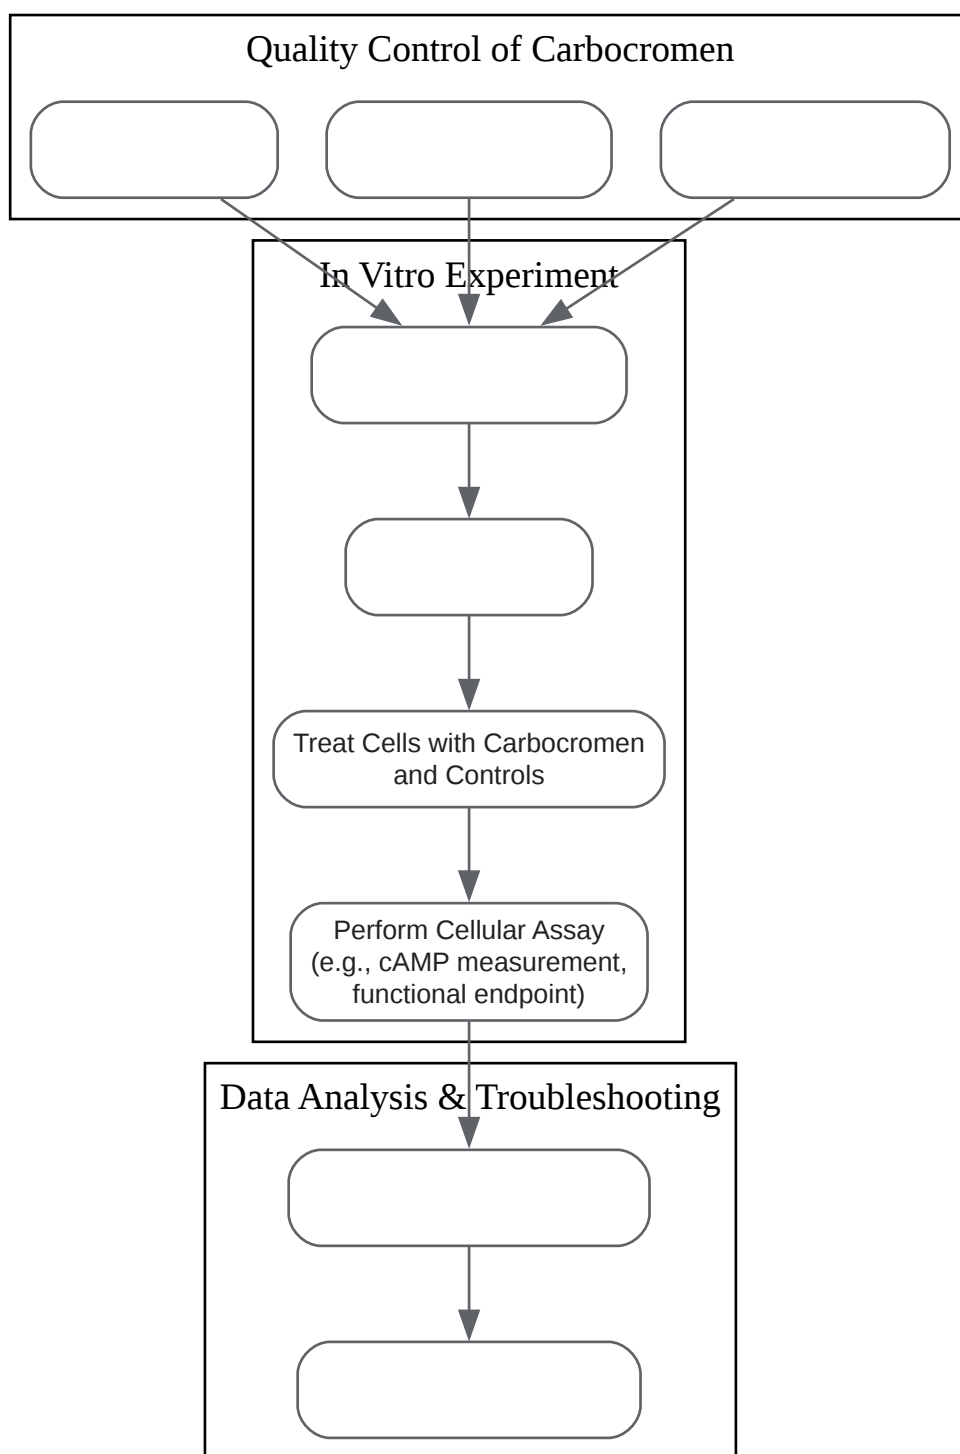 Quality Control of Carbocromen
In Vitro Experiment
Treat Cells with Carbocromen
and Controls
Perform Cellular Assay
(e.g., cAMP measurement,
functional endpoint)
Data Analysis & Troubleshooting